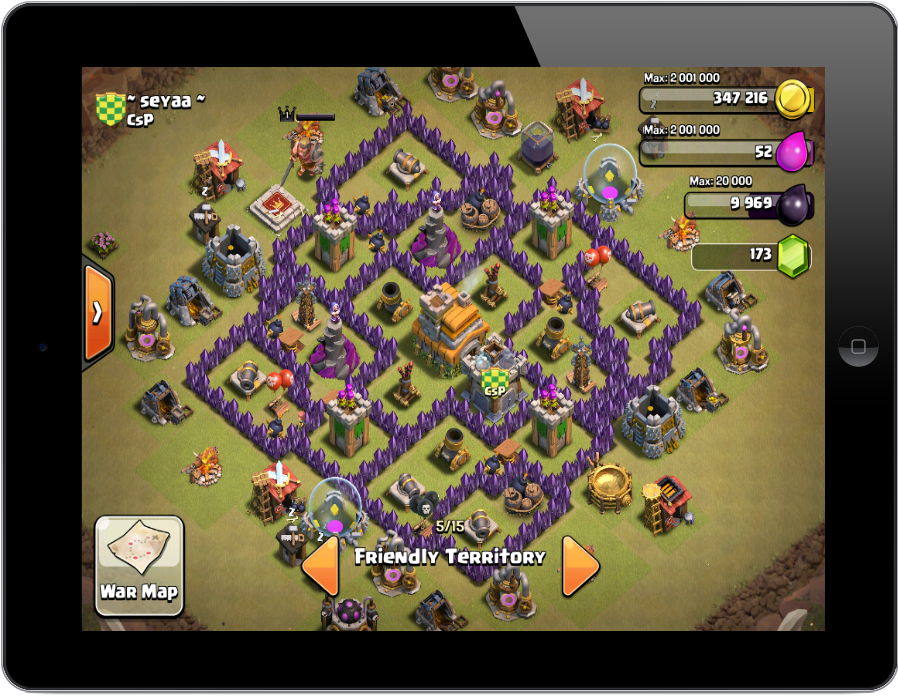 ~ seyaa ~
CsP
Max: 2 001 000
347 216
Max: 2 001 000
52
Max: 20 000
9 969
173
CsP
5/15
Friendly Territory
War Map